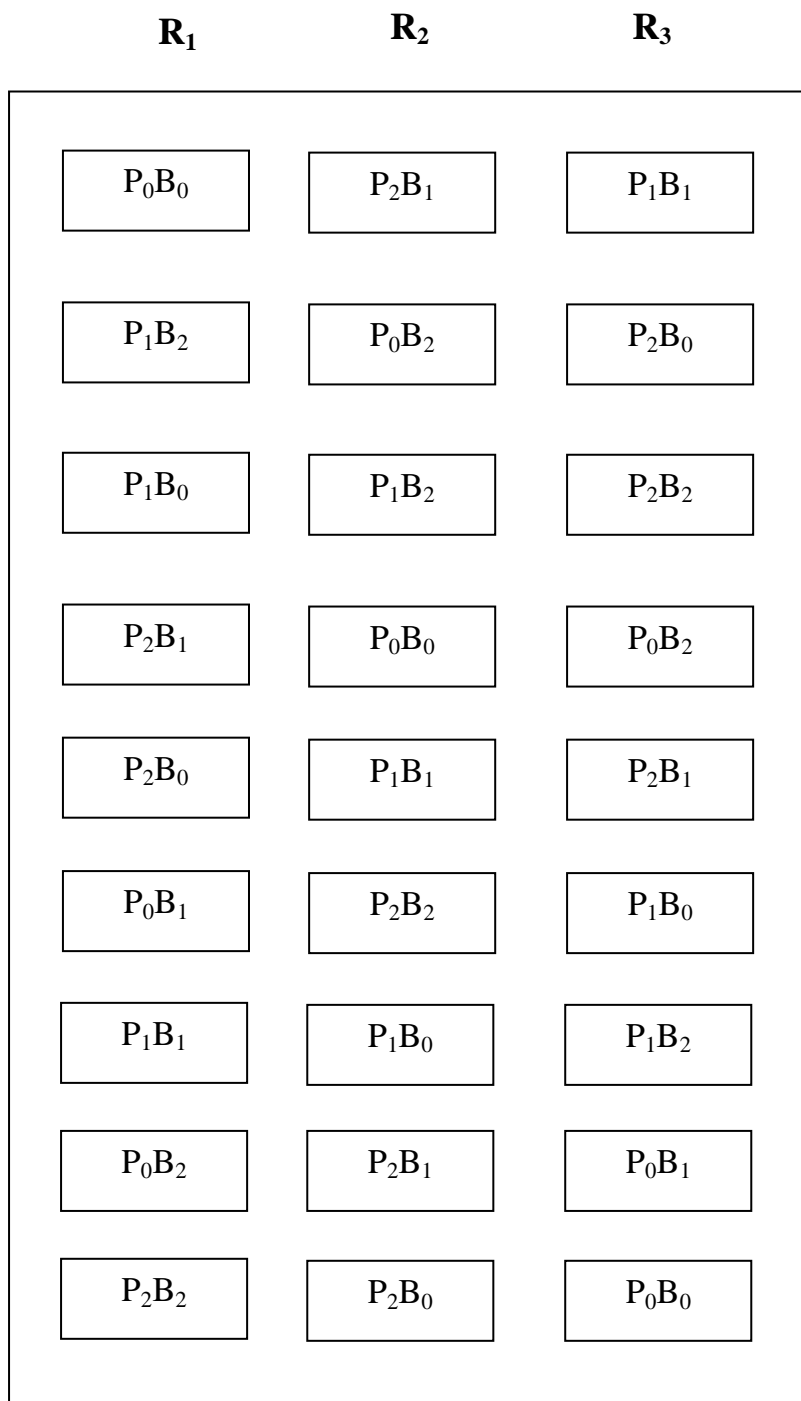 R₁ R₂ R₃
P₀B₀ P₂B₁ P₁B₁
P₁B₂ P₀B₂ P₂B₀
P₁B₀ P₁B₂ P₂B₂
P₂B₁ P₀B₀ P₀B₂
P₂B₀ P₁B₁ P₂B₁
P₀B₁ P₂B₂ P₁B₀
P₁B₁ P₁B₀ P₁B₂
P₀B₂ P₂B₁ P₀B₁
P₂B₂ P₂B₀ P₀B₀